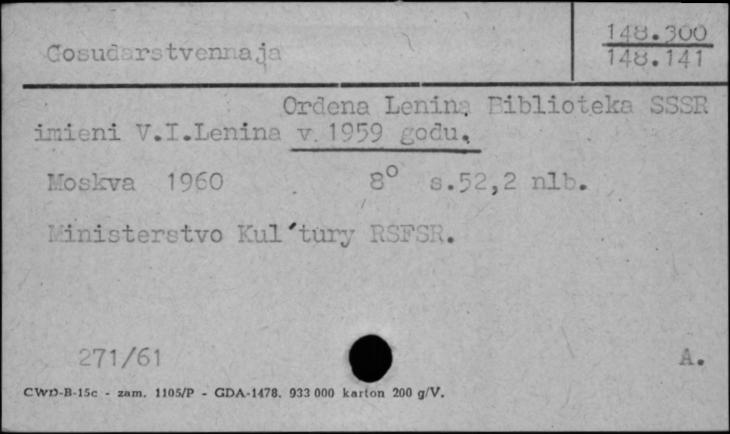 148.300
Gosudarstvennaja 148.141
Ordena Lenina Biblioteka SSSR
imieni V.I.Lenina v. 1959 godu.
Moskva 1960 8° s.52,2 nlb.
Ministerstvo Kul´tury RSFSR.
271/61 A.
CWD-B-15c - zam. 1105/P - GDA-1478. 933 000 karton 200 g/V.